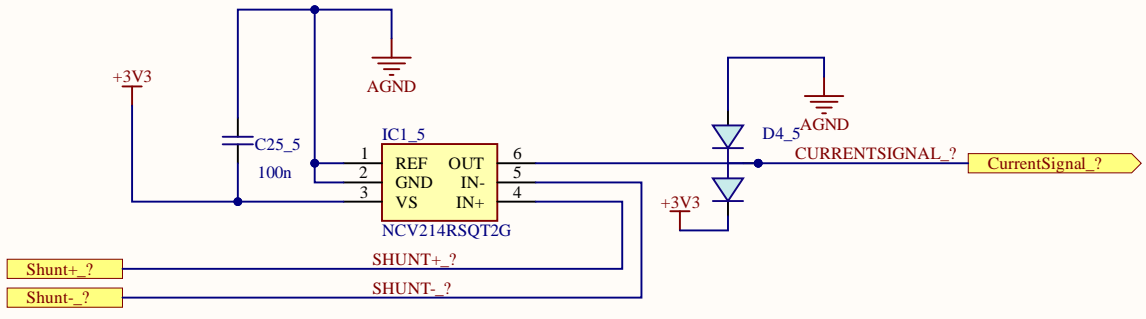 +3V3
AGND
C25_5
100n
IC1_5
1 REF OUT 6
2 GND IN- 5
3 VS IN+ 4
NCV214RSQT2G
D4_5
AGND
CURRENTSIGNAL_?
CurrentSignal_?
+3V3
SHUNT+_?
Shunt+_?
SHUNT-_?
Shunt-_?